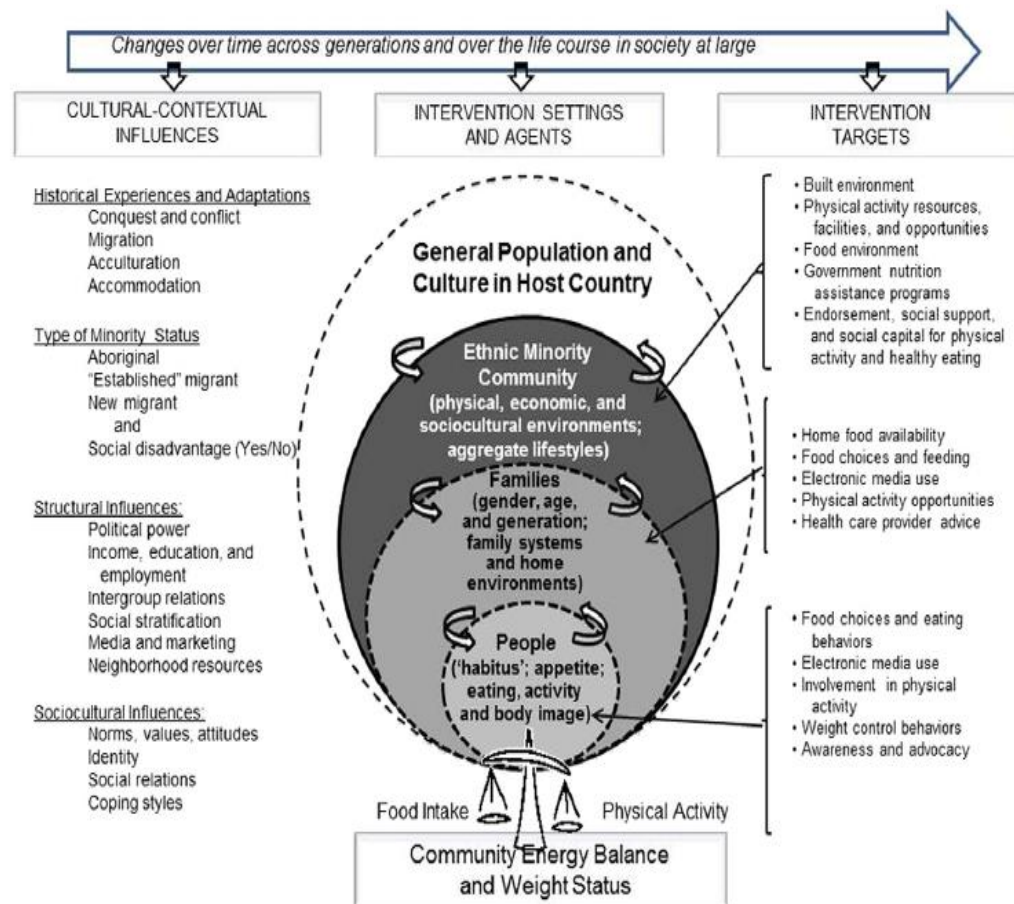 Changes over time across generations and over the life course in society at large
CULTURAL-CONTEXTUAL
INFLUENCES
INTERVENTION SETTINGS
AND AGENTS
INTERVENTION
TARGETS
Historical Experiences and Adaptations
Conquest and conflict
Migration
Acculturation
Accommodation
Type of Minority Status
Aboriginal
“Established” migrant
New migrant
and
Social disadvantage (Yes/No)
Structural Influences:
Political power
Income, education, and
employment
Intergroup relations
Social stratification
Media and marketing
Neighborhood resources
Sociocultural Influences:
Norms, values, attitudes
Identity
Social relations
Coping styles
General Population and
Culture in Host Country
Ethnic Minority
Community
(physical, economic, and
sociocultural environments;
aggregate lifestyles)
Families
(gender, age,
and generation;
family systems
and home
environments)
People
(‘habitus’; appetite;
eating, activity
and body image)
Food Intake
Physical Activity
Community Energy Balance
and Weight Status
• Built environment
• Physical activity resources,
facilities, and opportunities
• Food environment
• Government nutrition
assistance programs
• Endorsement, social support,
and social capital for physical
activity and healthy eating
• Home food availability
• Food choices and feeding
• Electronic media use
• Physical activity opportunities
• Health care provider advice
• Food choices and eating
behaviors
• Electronic media use
• Involvement in physical
activity
• Weight control behaviors
• Awareness and advocacy